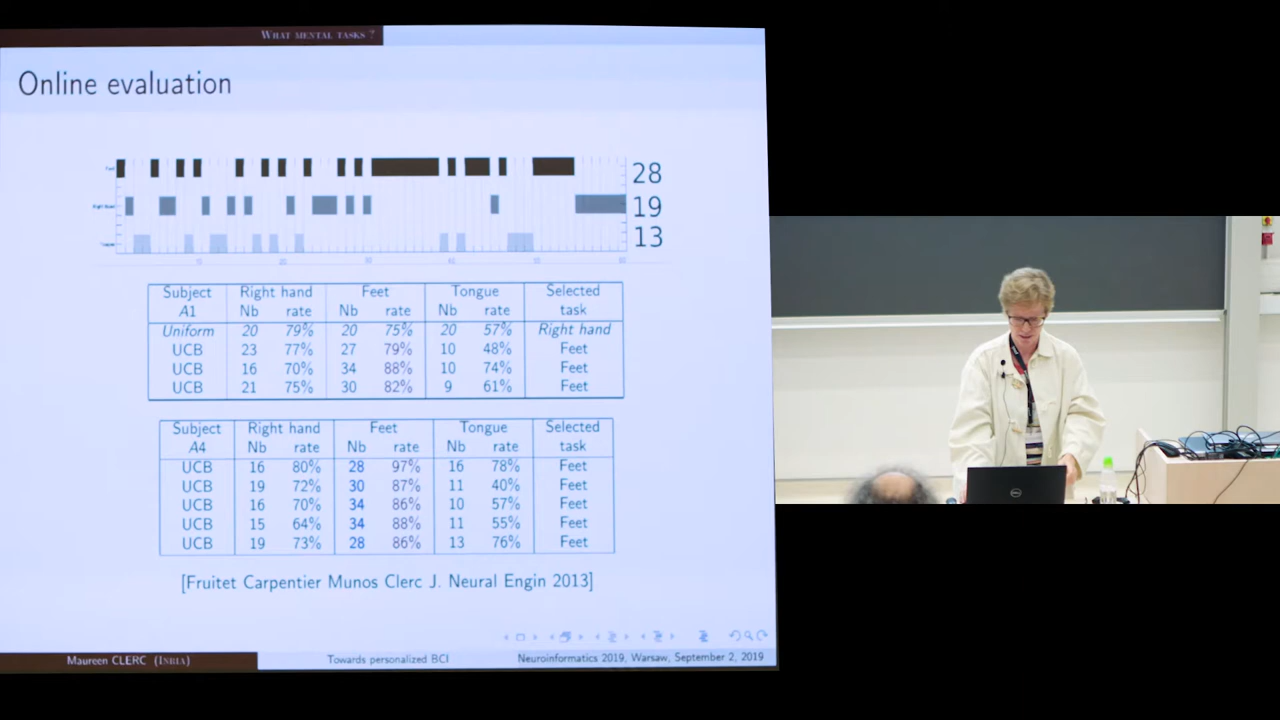 WHAT MENTAL TASKS ?
Online evaluation
Feet
28
Right Hand
19
Tongue
13
Subject Right hand Feet Tongue Selected
A1 Nb rate Nb rate Nb rate task
Uniform 20 79% 20 75% 20 57% Right hand
UCB 23 77% 27 79% 10 48% Feet
UCB 16 70% 34 88% 10 74% Feet
UCB 21 75% 30 82% 9 61% Feet
Subject Right hand Feet Tongue Selected
A4 Nb rate Nb rate Nb rate task
UCB 16 80% 28 97% 16 78% Feet
UCB 19 72% 30 87% 11 40% Feet
UCB 16 70% 34 86% 10 57% Feet
UCB 15 64% 34 88% 11 55% Feet
UCB 19 73% 28 86% 13 76% Feet
[Fruitet Carpentier Munos Clerc J. Neural Engin 2013]
Maureen CLERC (INRIA) Towards personalized BCI Neuroinformatics 2019, Warsaw, September 2, 2019